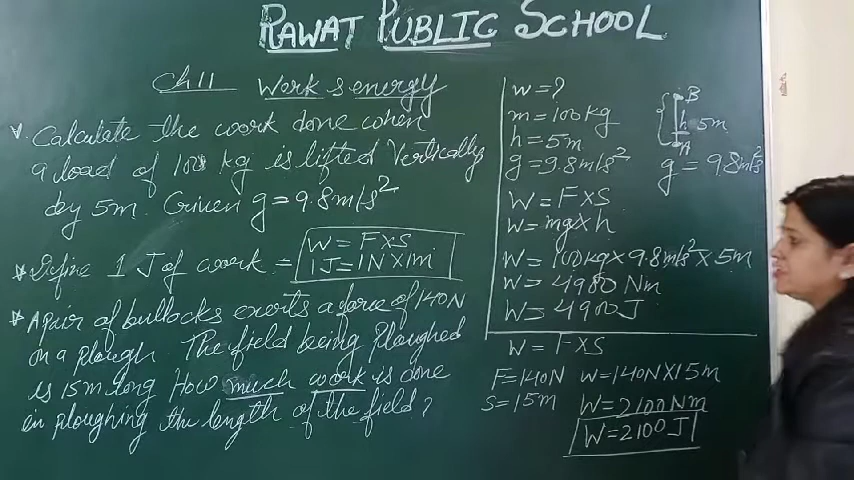 RAWAT PUBLIC SCHOOL
Ch 11 Work & energy
Calculate the work done when
a load of 100 kg is lifted Vertically
by 5m. Given g = 9.8 m/s²
* Define 1 J of work =
W = F×S
1J = 1N × 1m
* A pair of bullocks exerts a force of 140N
on a plough. The field being Ploughed
is 15m long How much work is done
in ploughing the length of the field?
W = ?
m = 100 kg
h = 5m
g = 9.8 m/s²
W = F×S
W = mg×h
W = 100kg × 9.8m/s² × 5m
W = 4900 Nm
W = 4900 J
B
h 5m
A
g = 9.8m/s²
W = F×S
F = 140N W = 140N × 15m
S = 15m W = 2100 Nm
W = 2100 J